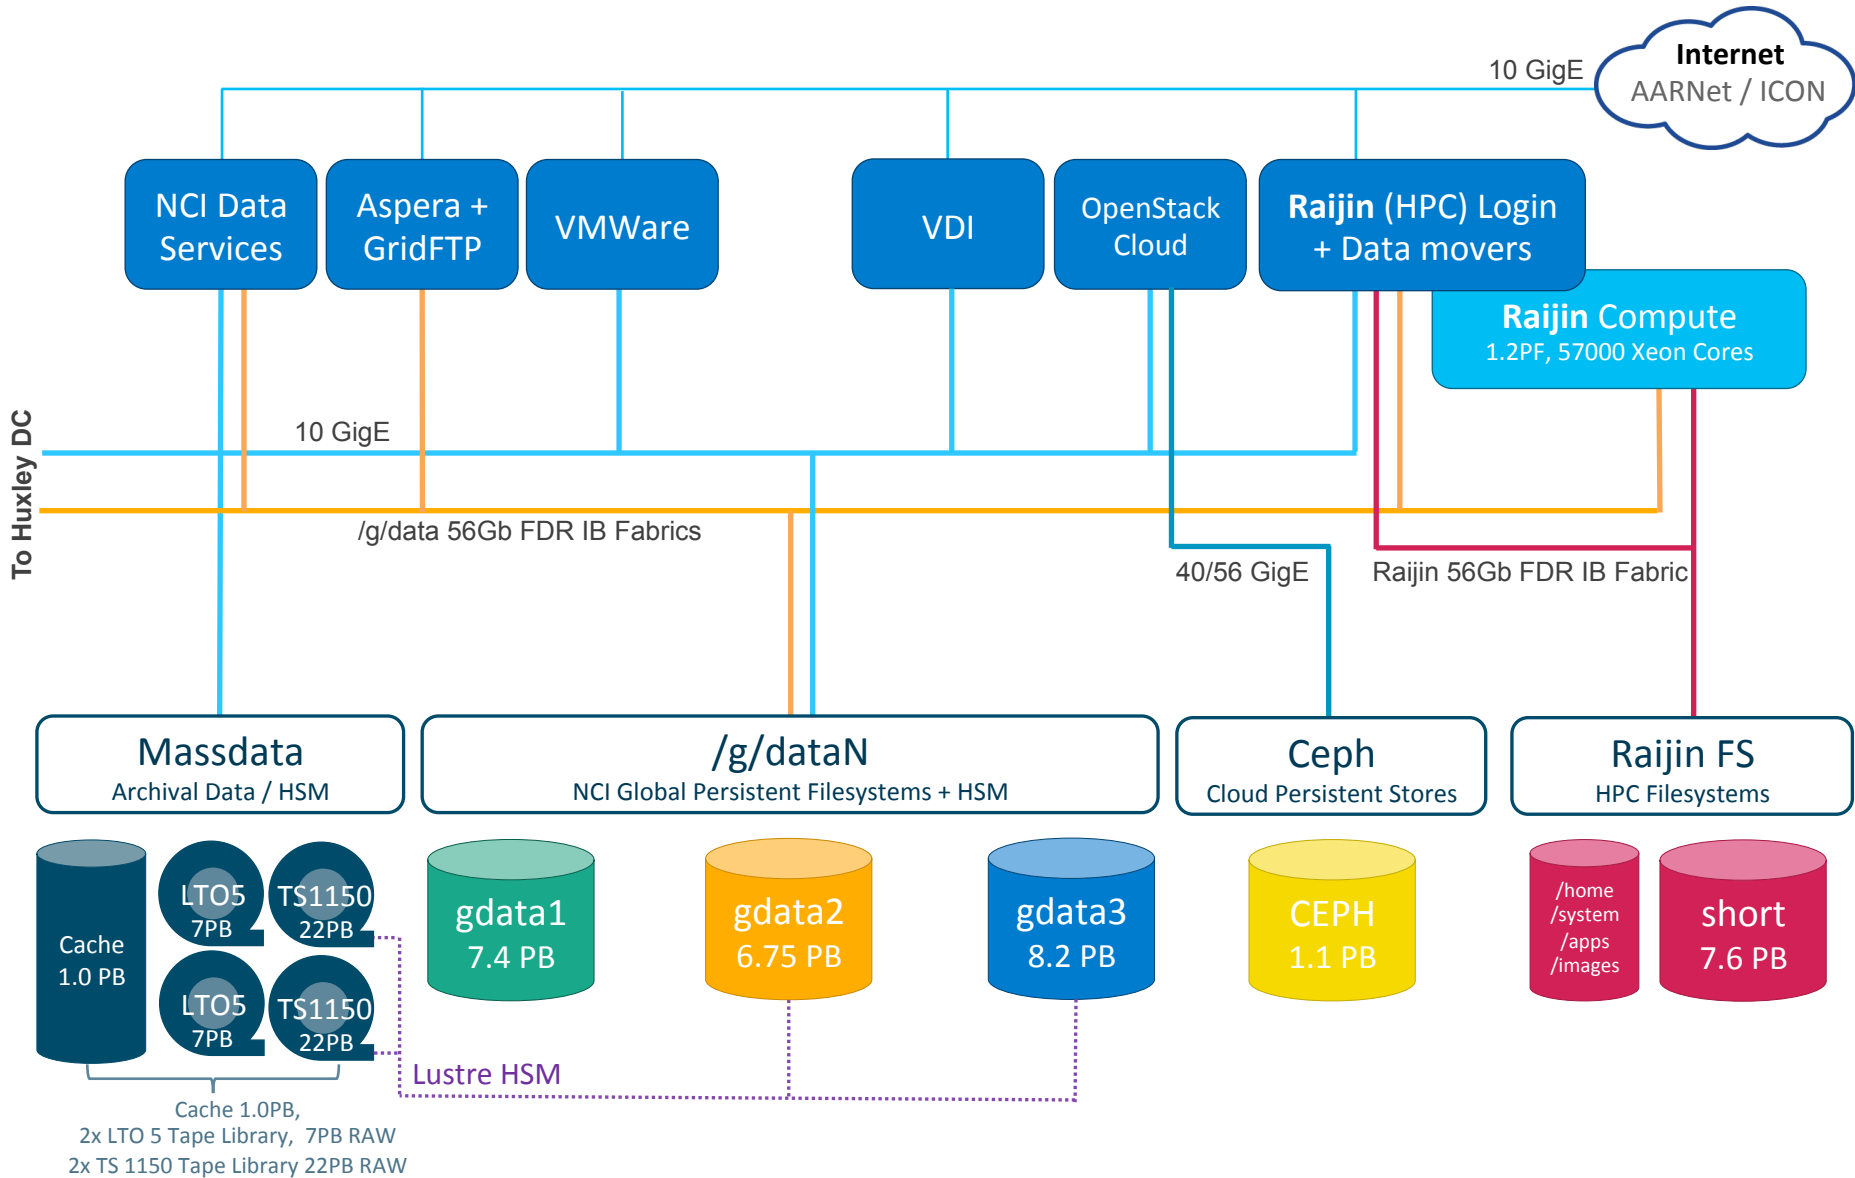 Internet
AARNet / ICON
10 GigE
NCI Data
Services
Aspera +
GridFTP
VMWare
VDI
OpenStack
Cloud
Raijin (HPC) Login
+ Data movers
Raijin Compute
1.2PF, 57000 Xeon Cores
To Huxley DC
10 GigE
/g/data 56Gb FDR IB Fabrics
40/56 GigE
Raijin 56Gb FDR IB Fabric
Massdata
Archival Data / HSM
/g/dataN
NCI Global Persistent Filesystems + HSM
Ceph
Cloud Persistent Stores
Raijin FS
HPC Filesystems
Cache
1.0 PB
LTO5
7PB
TS1150
22PB
LTO5
7PB
TS1150
22PB
gdata1
7.4 PB
gdata2
6.75 PB
gdata3
8.2 PB
CEPH
1.1 PB
/home
/system
/apps
/images
short
7.6 PB
Lustre HSM
Cache 1.0PB,
2x LTO 5 Tape Library, 7PB RAW
2x TS 1150 Tape Library 22PB RAW